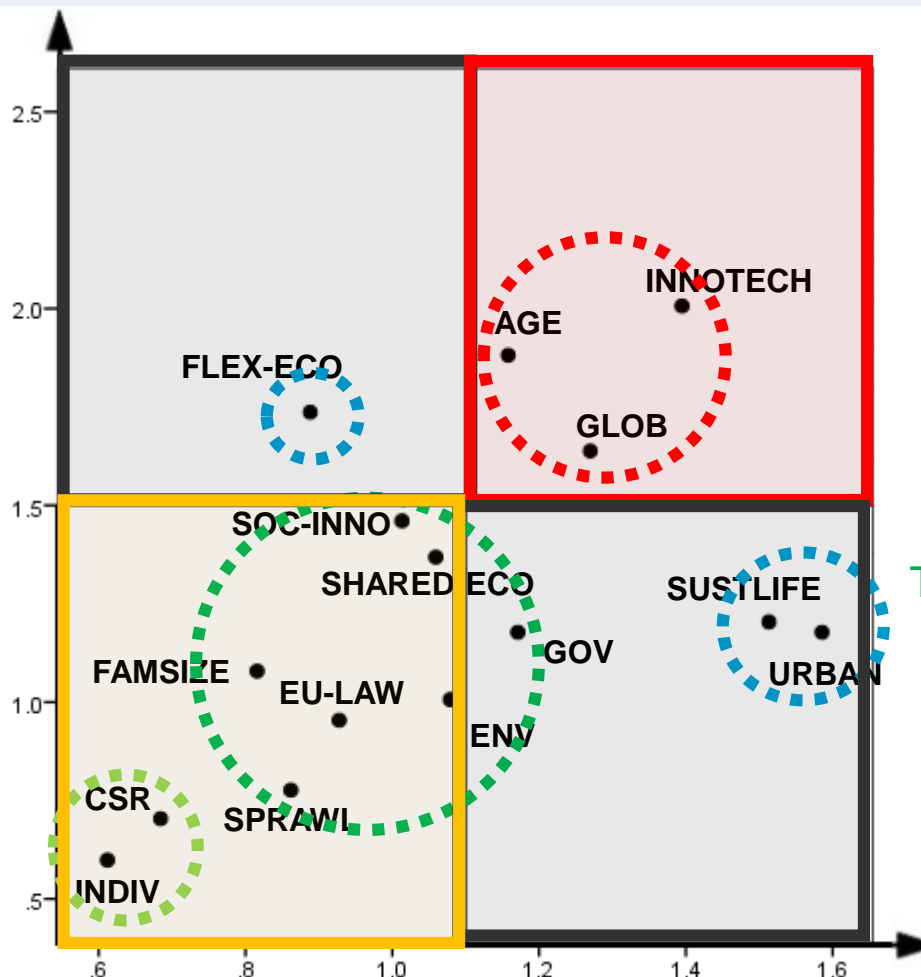 2.5
2.0
1.5
1.0
.5
INNOTECH
AGE
FLEX-ECO
GLOB
SOC-INNO
SHARED ECO
SUSTLIFE
GOV
FAMSIZE
URBAN
EU-LAW
ENV
CSR
SPRAWL
INDIV
.6
.8
1.0
1.2
1.4
1.6
T